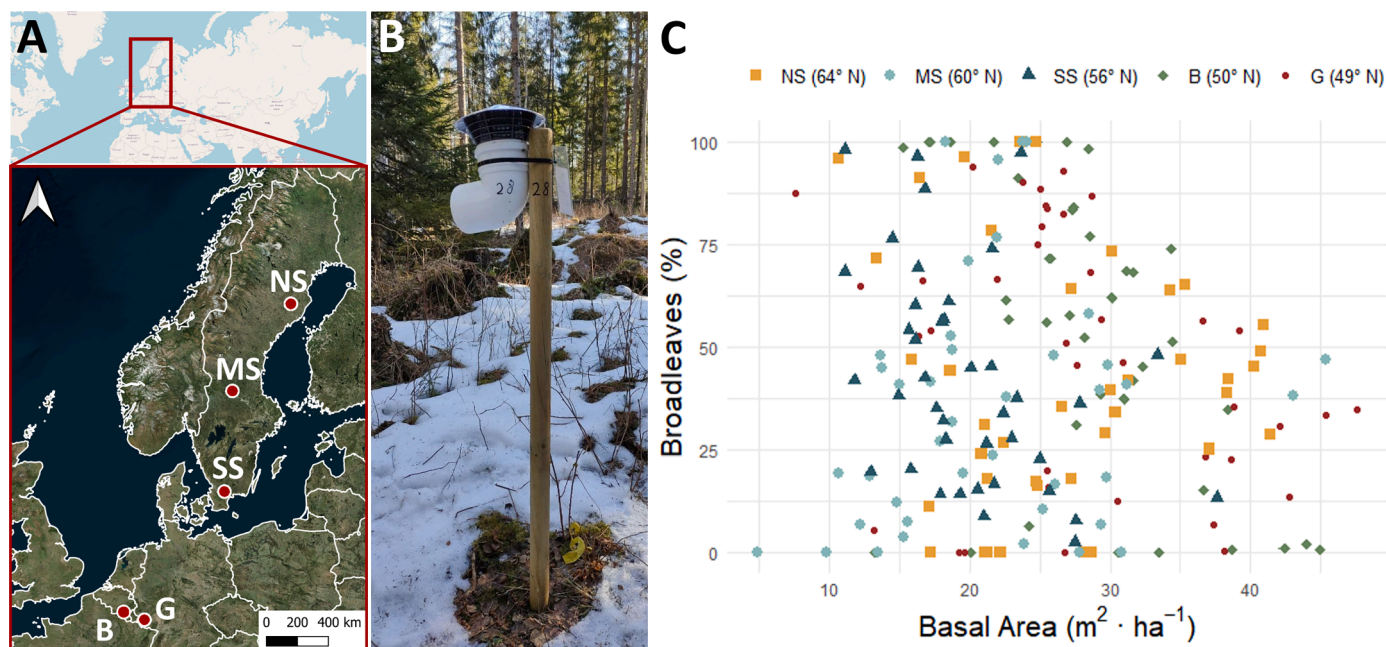 A
NS
MS
SS
B
G
0 200 400 km
B
28
28
C
NS (64° N) MS (60° N) SS (56° N) B (50° N) G (49° N)
Broadleaves (%)
100
75
50
25
0
10 20 30 40
Basal Area (m² · ha⁻¹)